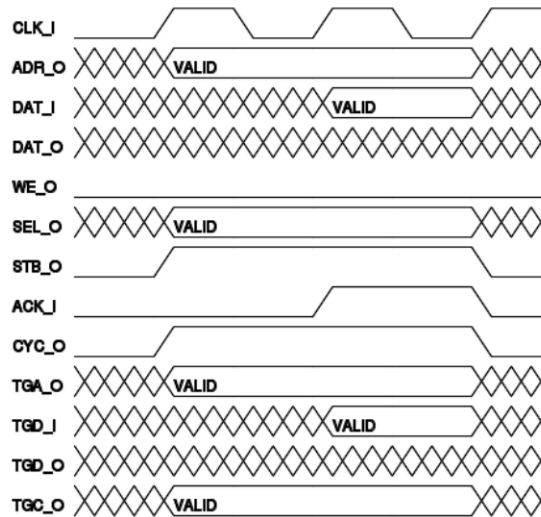 CLK_I
ADR_O VALID
DAT_I VALID
DAT_O
WE_O
SEL_O VALID
STB_O
ACK_I
CYC_O
TGA_O VALID
TGD_I VALID
TGD_O
TGC_O VALID